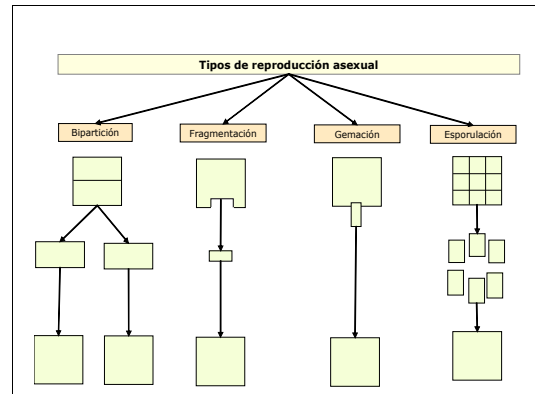 Tipos de reproducción asexual
Bipartición
Fragmentación
Gemación
Esporulación